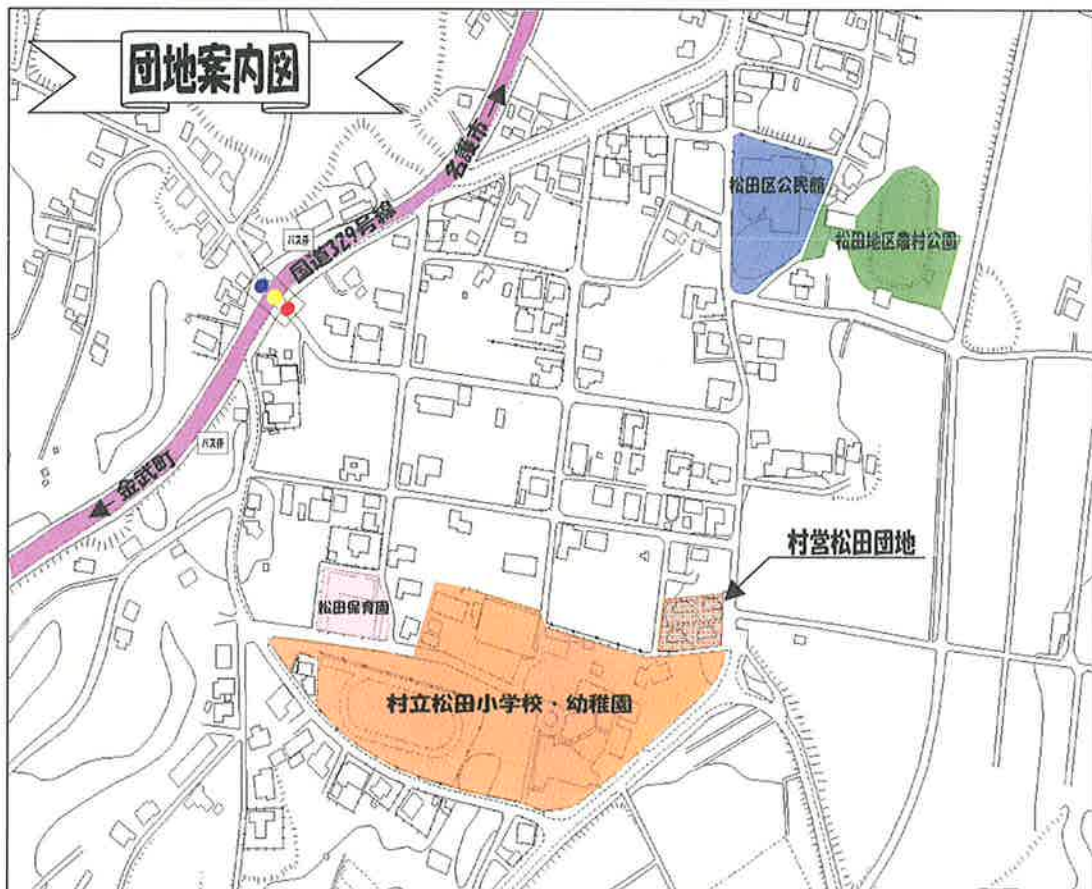 団地案内図
名護市
松田区公民館
松田地区農村公園
バス停
国道329号線
バス停
金武町
村営松田団地
松田保育園
村立松田小学校・幼稚園